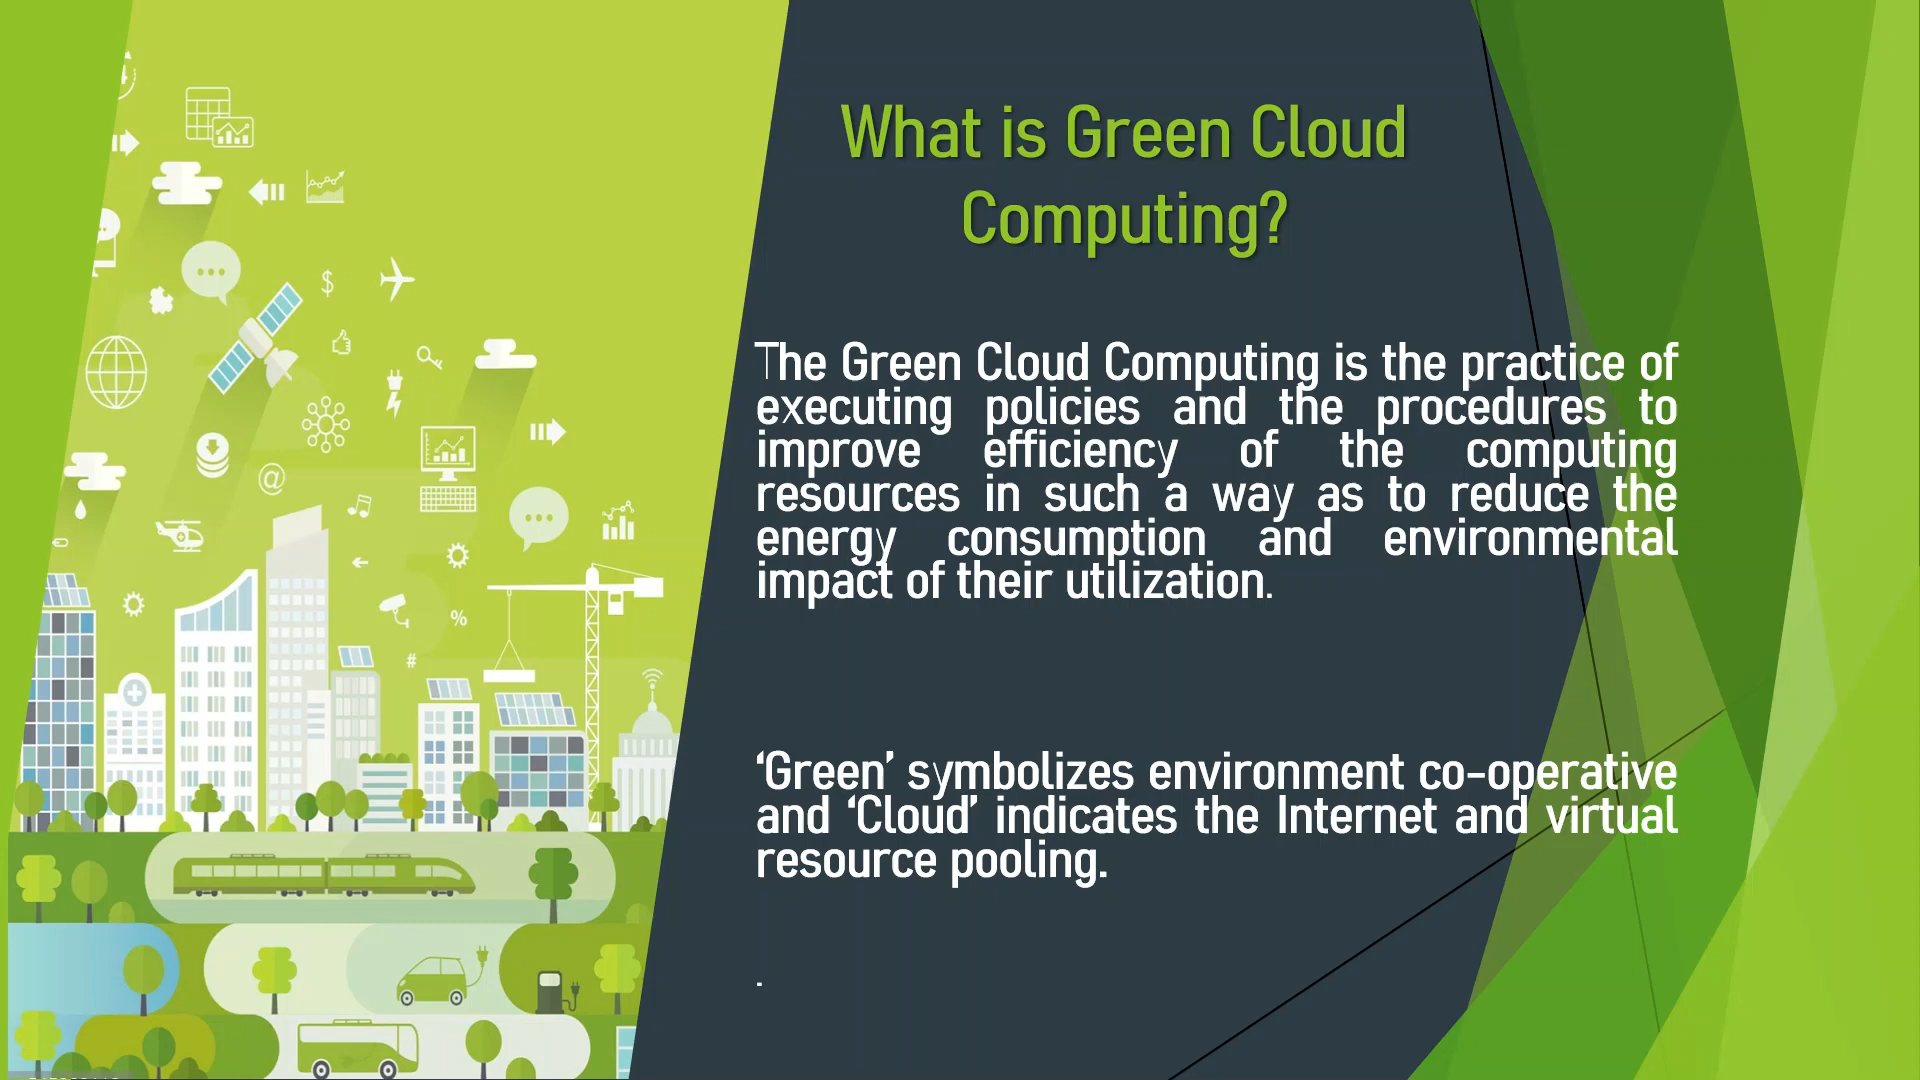 What is Green Cloud
Computing?
The Green Cloud Computing is the practice of
executing policies and the procedures to
improve efficiency of the computing
resources in such a way as to reduce the
energy consumption and environmental
impact of their utilization.
‘Green’ symbolizes environment co-operative
and ‘Cloud’ indicates the Internet and virtual
resource pooling.
.